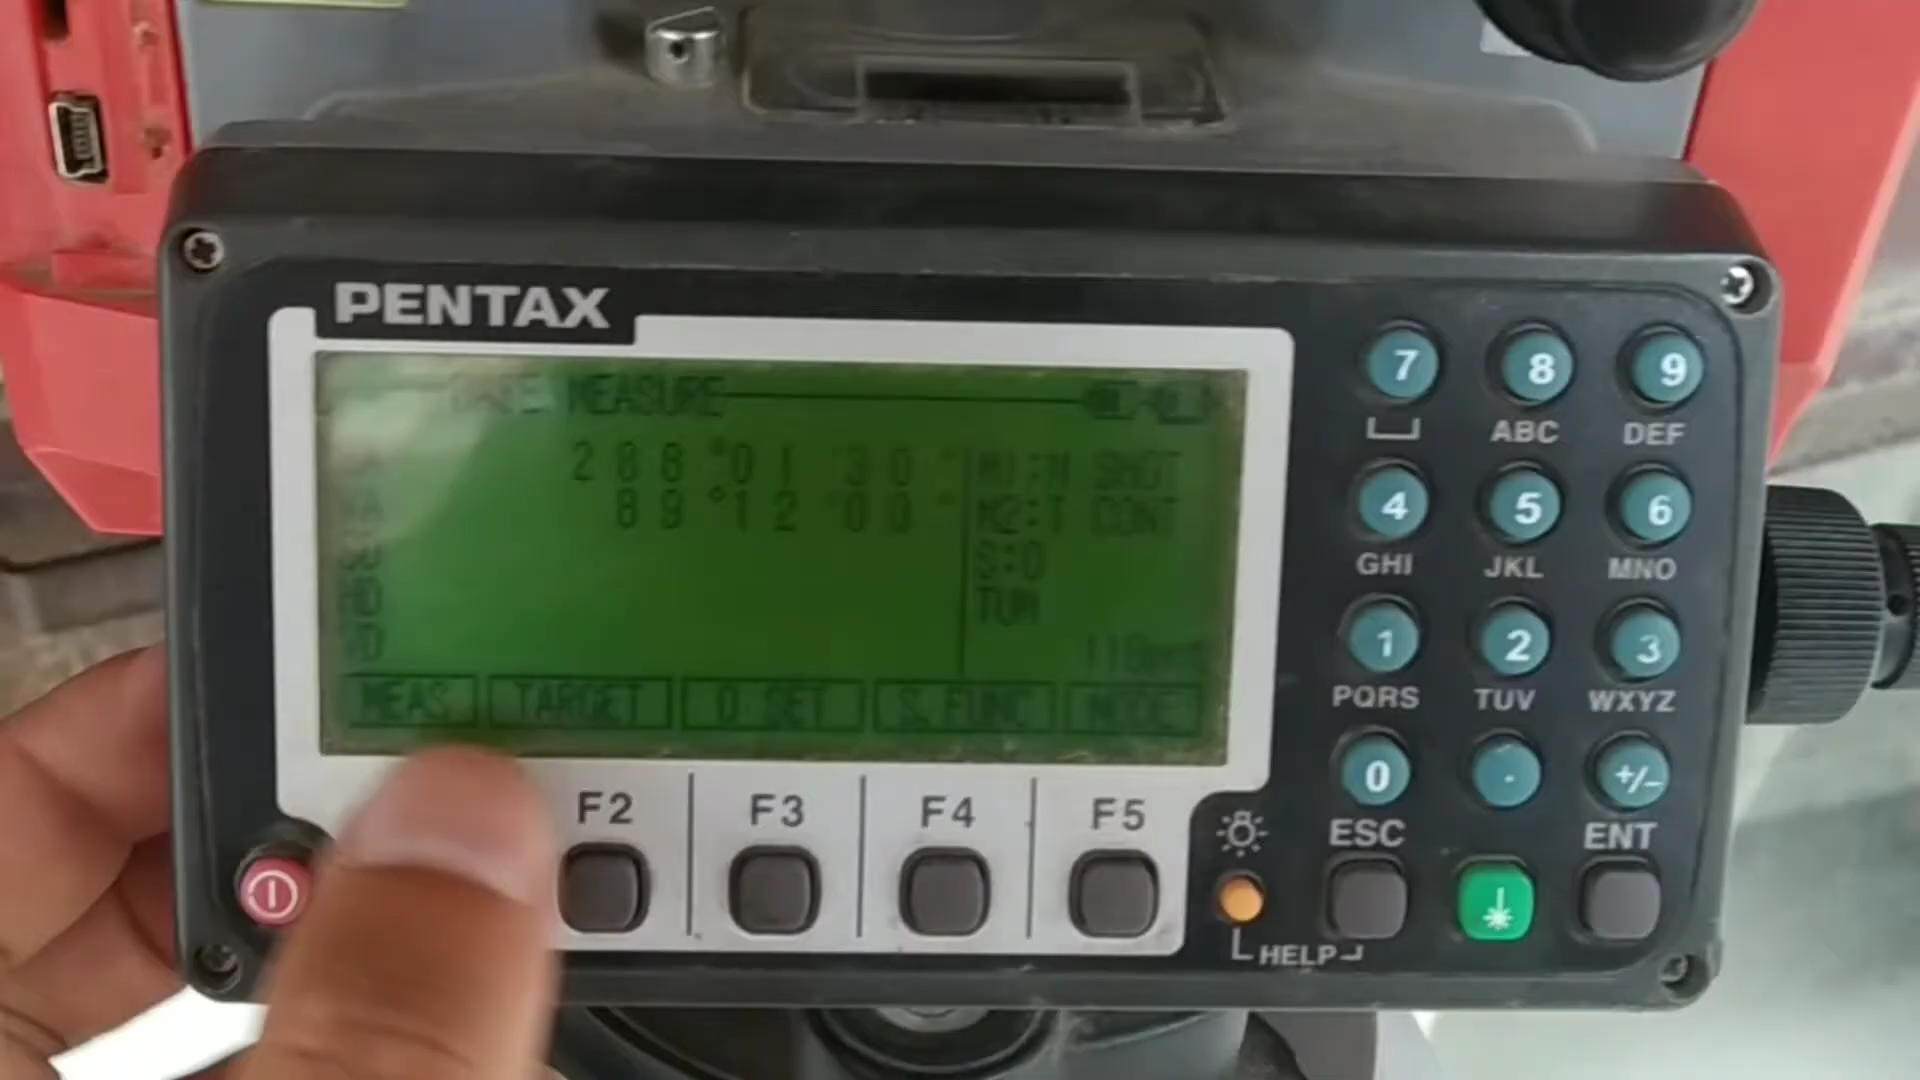 PENTAX
MEASURE
288°01'30"
89°12'00"
M1:M SHOT
M2:T CONT
S:0
MEAS TARGET D SET S.FUNC MODE
F2 F3 F4 F5
7 8 9
ABC DEF
4 5 6
GHI JKL MNO
1 2 3
PQRS TUV WXYZ
0 . +/-
ESC ENT
HELP